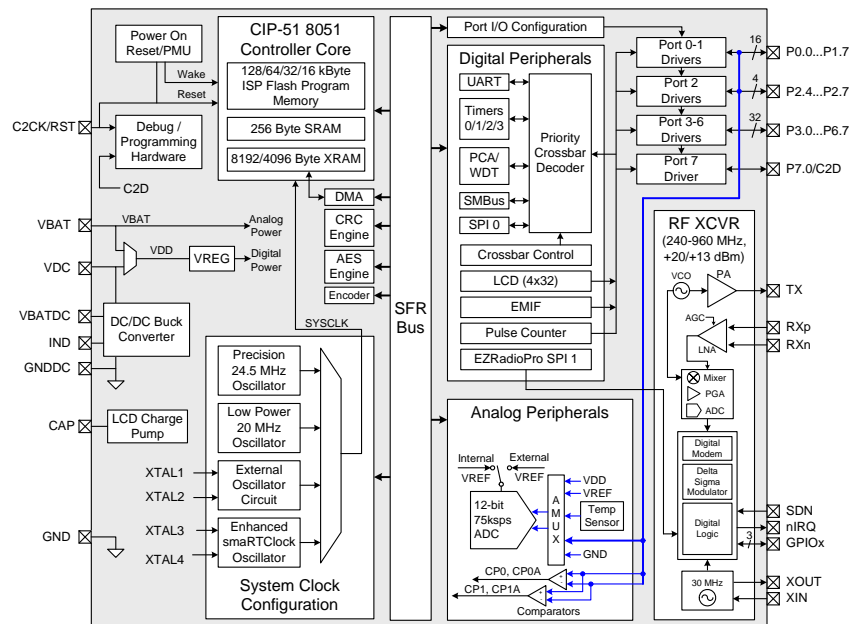 Power On
Reset/PMU
Wake
Reset
C2CK/RST
Debug /
Programming
Hardware
C2D
VBAT
VBAT
Analog
Power
VDC
VDD
VREG
Digital
Power
VBATDC
IND
GNDDC
DC/DC Buck
Converter
CAP
LCD Charge
Pump
XTAL1
XTAL2
XTAL3
XTAL4
GND
CIP-51 8051
Controller Core
128/64/32/16 kByte
ISP Flash Program
Memory
256 Byte SRAM
8192/4096 Byte XRAM
DMA
CRC
Engine
AES
Engine
Encoder
SYSCLK
Precision
24.5 MHz
Oscillator
Low Power
20 MHz
Oscillator
External
Oscillator
Circuit
Enhanced
smaRTClock
Oscillator
System Clock
Configuration
SFR
Bus
Port I/O Configuration
Digital Peripherals
UART
Timers
0/1/2/3
PCA/
WDT
SMBus
SPI 0
Priority
Crossbar
Decoder
Crossbar Control
LCD (4x32)
EMIF
Pulse Counter
EZRadioPro SPI 1
Port 0-1
Drivers
Port 2
Drivers
Port 3-6
Drivers
Port 7
Driver
16
P0.0...P1.7
4
P2.4...P2.7
32
P3.0...P6.7
P7.0/C2D
Analog Peripherals
Internal
External
VREF
VREF
12-bit
75ksps
ADC
A
M
U
X
VDD
VREF
Temp
Sensor
GND
CP0, CP0A
CP1, CP1A
+
-
+
-
Comparators
RF XCVR
(240-960 MHz,
+20/+13 dBm)
VCO
PA
TX
AGC
RXp
RXn
LNA
Mixer
PGA
ADC
Digital
Modem
Delta
Sigma
Modulator
Digital
Logic
SDN
nIRQ
3
GPIOx
30 MHz
XOUT
XIN